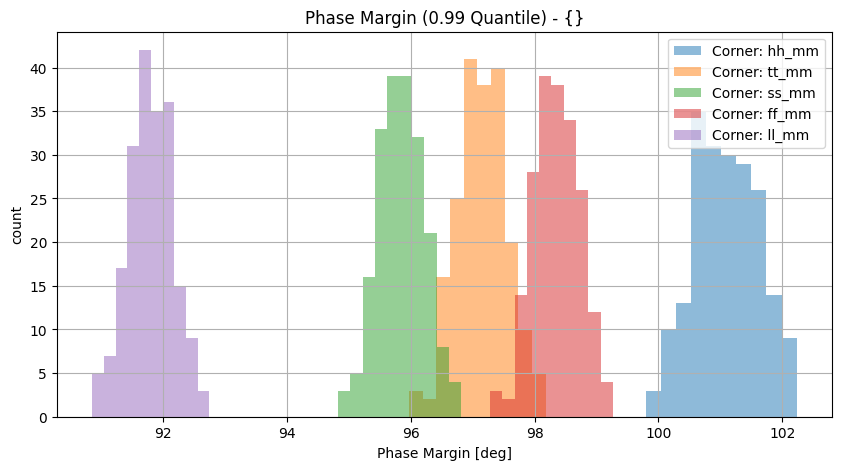 Phase Margin (0.99 Quantile) - {}
Corner: hh_mm
Corner: tt_mm
Corner: ss_mm
Corner: ff_mm
Corner: ll_mm
count
40
35
30
25
20
15
10
5
0
92
94
96
98
100
102
Phase Margin [deg]